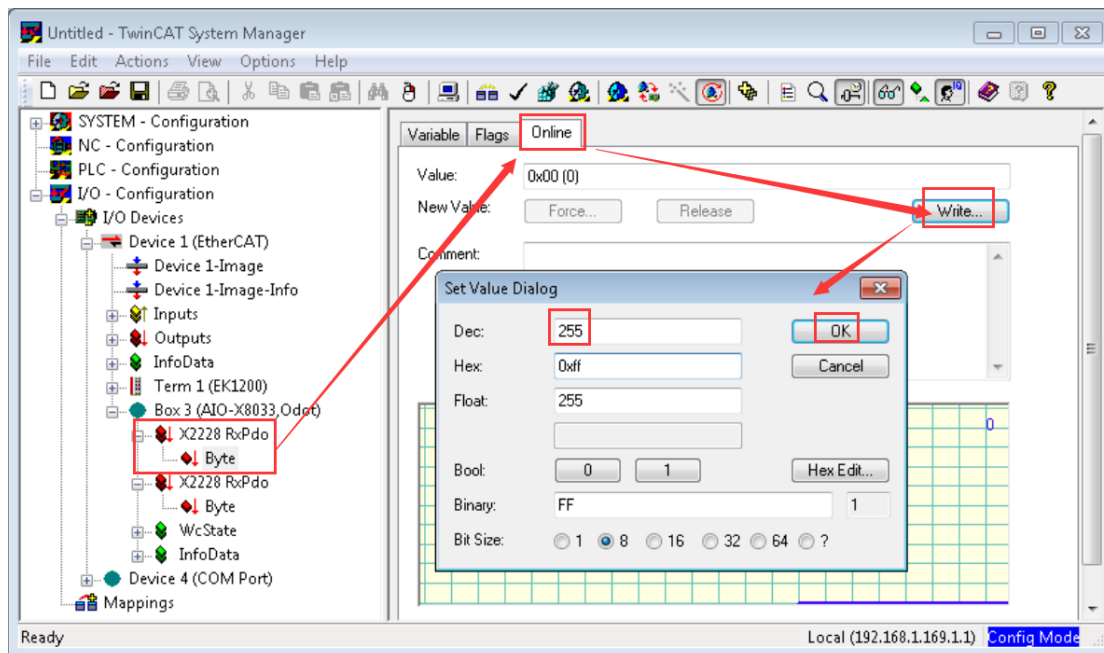 Untitled - TwinCAT System Manager
File Edit Actions View Options Help
SYSTEM - Configuration
NC - Configuration
PLC - Configuration
I/O - Configuration
I/O Devices
Device 1 (EtherCAT)
Device 1-Image
Device 1-Image-Info
Inputs
Outputs
InfoData
Term 1 (EK1200)
Box 3 (AIO-X8033,Odot)
X2228 RxPdo
Byte
X2228 RxPdo
Byte
WcState
InfoData
Device 4 (COM Port)
Mappings
Variable Flags Online
Value: 0x00 (0)
New Value: Force... Release Write...
Comment:
Set Value Dialog
Dec: 255 OK
Hex: 0xff Cancel
Float: 255
Bool: 0 1 Hex Edit...
Binary: FF 1
Bit Size: 1 8 16 32 64 ?
0
Ready Local (192.168.1.169.1.1) Config Mode